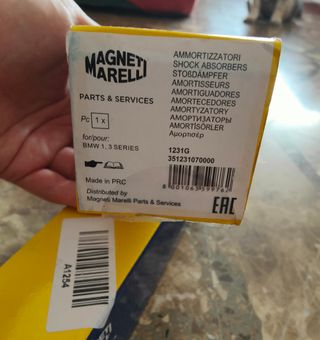 MAGNETI
MARELLI
PARTS & SERVICES
Pc 1 x
for/pour:
BMW 1, 3 SERIES
Made in PRC
Distributed by
Magneti Marelli Parts & Services
AMMORTIZZATORI
SHOCK ABSORBERS
STOßDÄMPFER
AMORTISSEURS
AMORTIGUADORES
AMORTECEDORES
AMORTYZATORY
АМОРТИЗАТОРЫ
AMORTİSÖRLER
Αμορτισέρ
1231G
351231070000
EAC
A1254